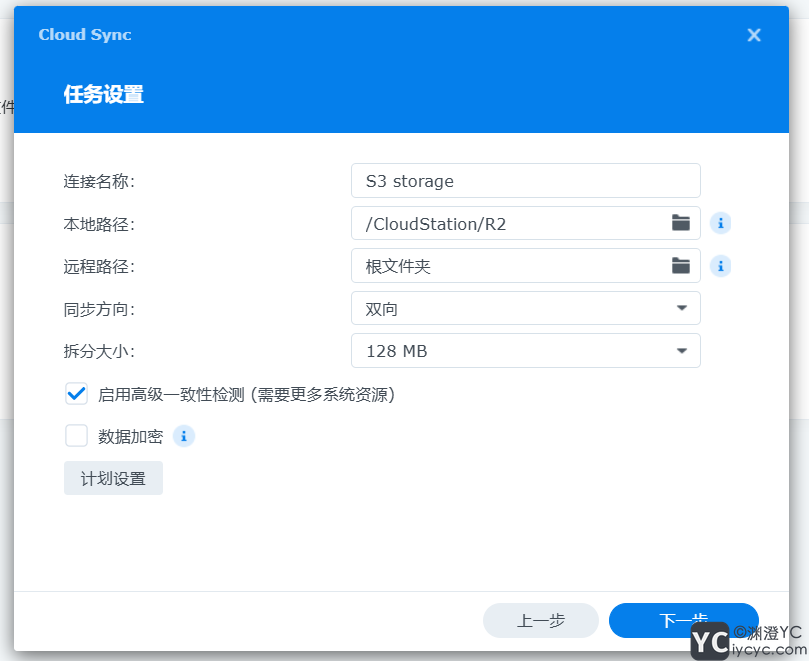 Cloud Sync
任务设置
件
连接名称: S3 storage
本地路径: /CloudStation/R2
远程路径: 根文件夹
同步方向: 双向
拆分大小: 128 MB
启用高级一致性检测 (需要更多系统资源)
数据加密
计划设置
上一步 下一步
YC ©渊澄YC
iycyc.com